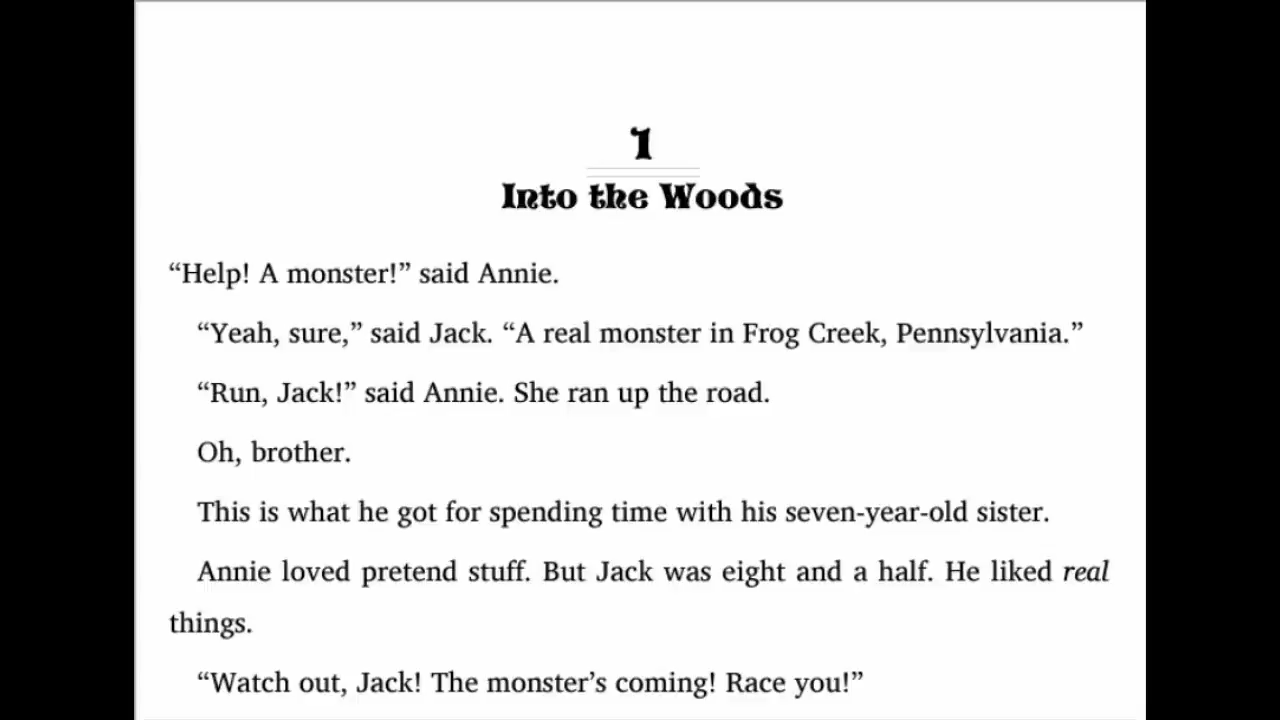 1
Into the Woods
“Help! A monster!” said Annie.
“Yeah, sure,” said Jack. “A real monster in Frog Creek, Pennsylvania.”
“Run, Jack!” said Annie. She ran up the road.
Oh, brother.
This is what he got for spending time with his seven-year-old sister.
Annie loved pretend stuff. But Jack was eight and a half. He liked real
things.
“Watch out, Jack! The monster’s coming! Race you!”